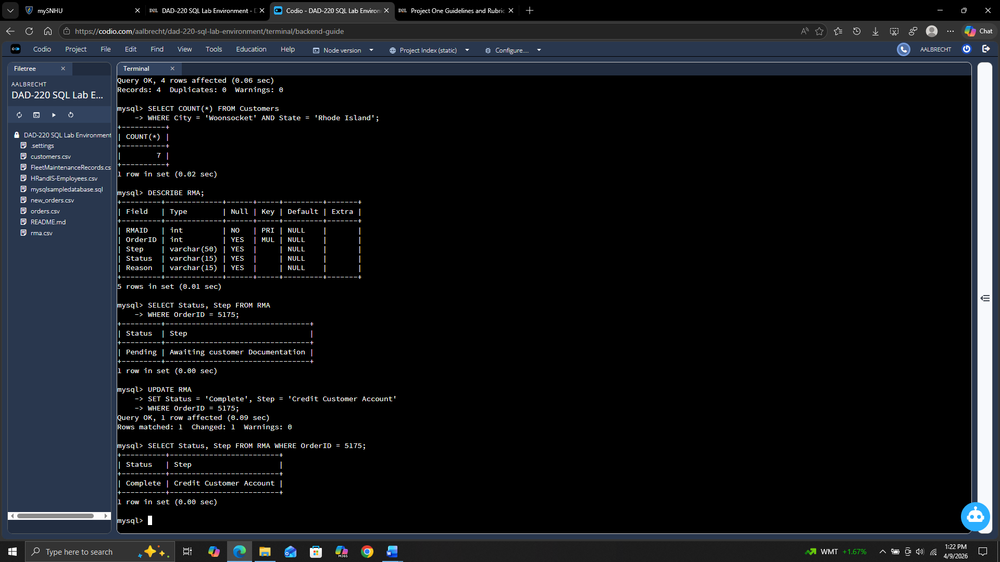 mySNHU
DAD-220 SQL Lab Environment - D
Codio - DAD-220 SQL Lab Environ
Project One Guidelines and Rubric
https://codio.com/aalbrecht/dad-220-sql-lab-environment/terminal/backend-guide
Chat
Codio Project File Edit Find View Tools Education Help Node version Project Index (static) Configure.... AALBRECHT
Filetree
Terminal
AALBRECHT
DAD-220 SQL Lab E...
DAD-220 SQL Lab Environment
.settings
customers.csv
FleetMaintenanceRecords.cs
HRandIS-Employees.csv
mysqlsampledatabase.sql
new_orders.csv
orders.csv
README.md
rma.csv
Query OK, 4 rows affected (0.06 sec)
Records: 4  Duplicates: 0  Warnings: 0
mysql> SELECT COUNT(*) FROM Customers
    -> WHERE City = 'Woonsocket' AND State = 'Rhode Island';
+----------+
| COUNT(*) |
+----------+
|        7 |
+----------+
1 row in set (0.02 sec)
mysql> DESCRIBE RMA;
+---------+-------------+------+-----+---------+-------+
| Field   | Type        | Null | Key | Default | Extra |
+---------+-------------+------+-----+---------+-------+
| RMAID   | int         | NO   | PRI | NULL    |       |
| OrderID | int         | YES  | MUL | NULL    |       |
| Step    | varchar(50) | YES  |     | NULL    |       |
| Status  | varchar(15) | YES  |     | NULL    |       |
| Reason  | varchar(15) | YES  |     | NULL    |       |
+---------+-------------+------+-----+---------+-------+
5 rows in set (0.01 sec)
mysql> SELECT Status, Step FROM RMA
    -> WHERE OrderID = 5175;
+---------+---------------------------------+
| Status  | Step                            |
+---------+---------------------------------+
| Pending | Awaiting customer Documentation |
+---------+---------------------------------+
1 row in set (0.00 sec)
mysql> UPDATE RMA
    -> SET Status = 'Complete', Step = 'Credit Customer Account'
    -> WHERE OrderID = 5175;
Query OK, 1 row affected (0.09 sec)
Rows matched: 1  Changed: 1  Warnings: 0
mysql> SELECT Status, Step FROM RMA WHERE OrderID = 5175;
+----------+-------------------------+
| Status   | Step                    |
+----------+-------------------------+
| Complete | Credit Customer Account |
+----------+-------------------------+
1 row in set (0.00 sec)
mysql>
Type here to search
M365
WMT +1.67%
1:22 PM
4/9/2026